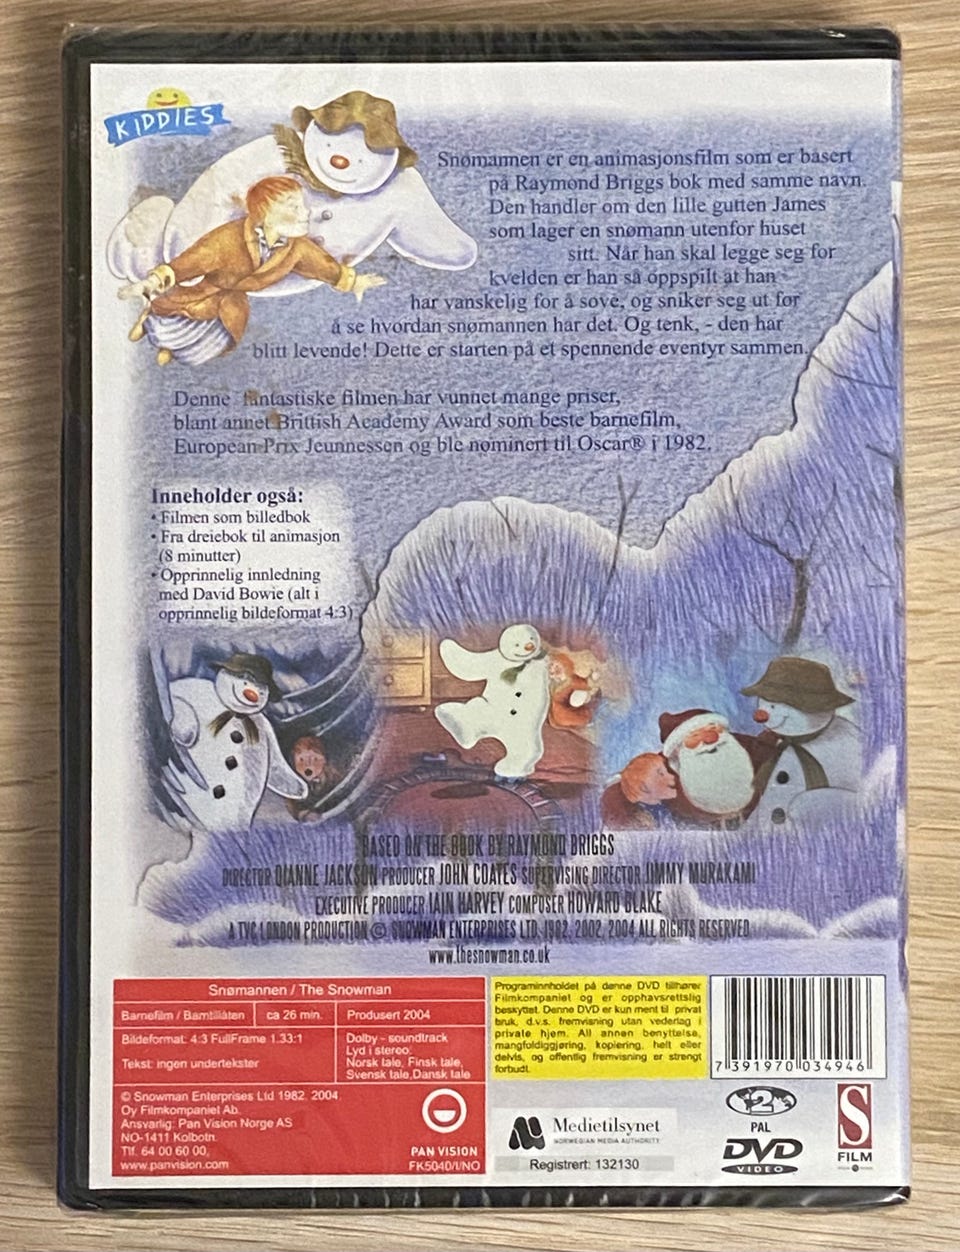 KIDDIES
Snømannen er en animasjonsfilm som er basert
på Raymond Briggs bok med samme navn.
Den handler om den lille gutten James
som lager en snømann utenfor huset
sitt. Når han skal legge seg for
kvelden er han så oppspilt at han
har vanskelig for å sove, og sniker seg ut for
å se hvordan snømannen har det. Og tenk, - den har
blitt levende! Dette er starten på et spennende eventyr sammen.
Denne fantastiske filmen har vunnet mange priser,
blant annet Brittish Academy Award som beste barnefilm,
European Prix Jeunnessen og ble nominert til Oscar® i 1982.
Inneholder også:
• Filmen som billedbok
• Fra dreiebok til animasjon
(8 minutter)
• Opprinnelig innledning
med David Bowie (alt i
opprinnelig bildeformat 4:3)
BASED ON THE BOOK BY RAYMOND BRIGGS
DIRECTOR DIANNE JACKSON PRODUCER JOHN COATES SUPERVISING DIRECTOR JIMMY MURAKAMI
EXECUTIVE PRODUCER IAIN HARVEY COMPOSER HOWARD BLAKE
A TVC LONDON PRODUCTION © SNOWMAN ENTERPRISES LTD. 1982, 2002, 2004 ALL RIGHTS RESERVED
www.thesnowman.co.uk
Snømannen / The Snowman
Barnefilm / Barntillåten ca 26 min. Produsert 2004
Bildeformat: 4:3 FullFrame 1.33:1
Tekst: ingen undertekster
Dolby - soundtrack
Lyd i stereo:
Norsk tale, Finsk tale,
Svensk tale,Dansk tale
© Snowman Enterprises Ltd 1982, 2004.
Oy Filmkompaniet Ab.
Ansvarlig: Pan Vision Norge AS
NO-1411 Kolbotn.
Tlf. 64 00 60 00,
www.panvision.com
PAN VISION
FK5040/I/NO
Programinnholdet på denne DVD tilhører
Filmkompaniet og er opphavsrettslig
beskyttet. Denne DVD er kun ment til privat
bruk, d.v.s. fremvisning utan vederlag i
private hjem. All annen benyttelse,
mangfoldiggjøring, kopiering, helt eller
delvis, og offentlig fremvisning er strengt
forbudt.
7 391970 034946
Medietilsynet
NORWEGIAN MEDIA AUTHORITY
Registrert: 132130
2
PAL
DVD
VIDEO
S
FILM